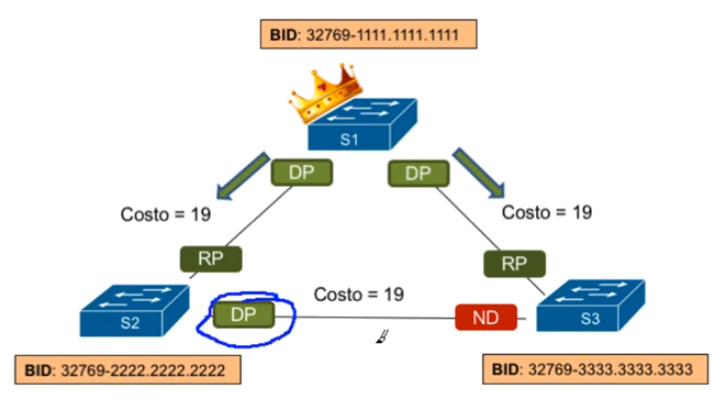 BID: 32769-1111.1111.1111
S1
DP
DP
Costo = 19
Costo = 19
RP
RP
Costo = 19
DP
ND
S2
S3
BID: 32769-2222.2222.2222
BID: 32769-3333.3333.3333